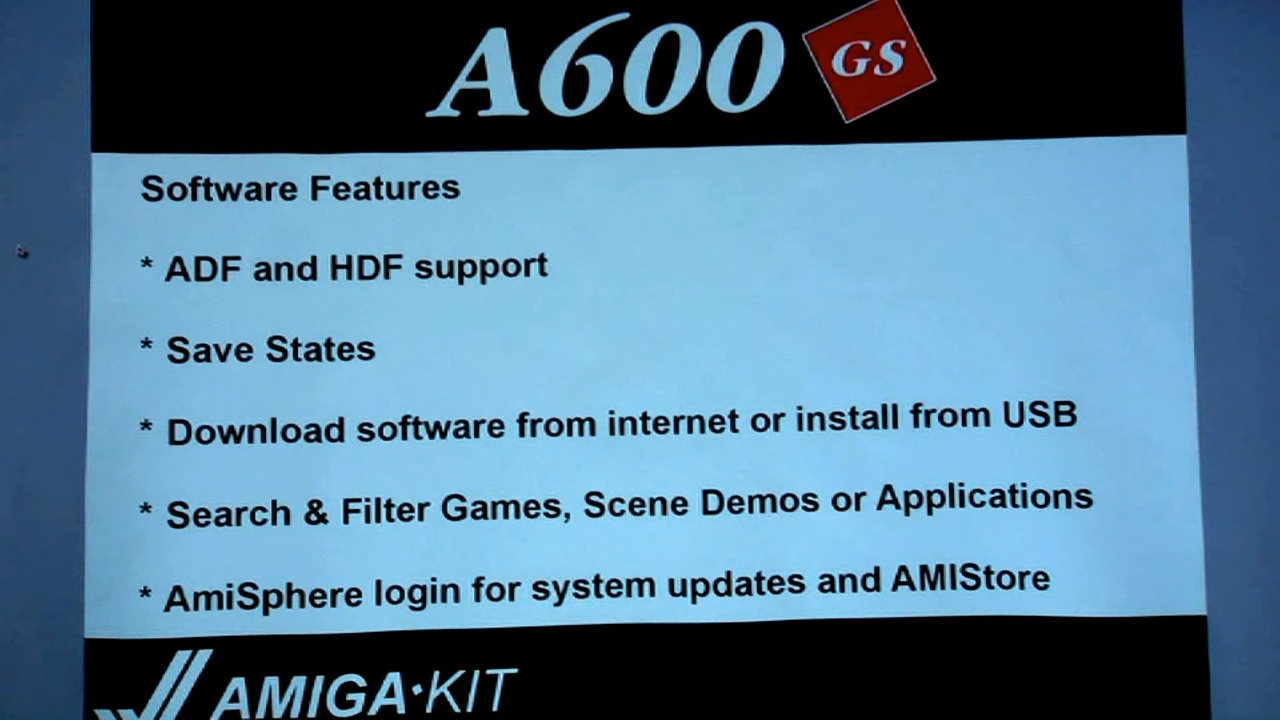 A600 GS
Software Features
* ADF and HDF support
* Save States
* Download software from internet or install from USB
* Search & Filter Games, Scene Demos or Applications
* AmiSphere login for system updates and AMIStore
AMIGA·KIT